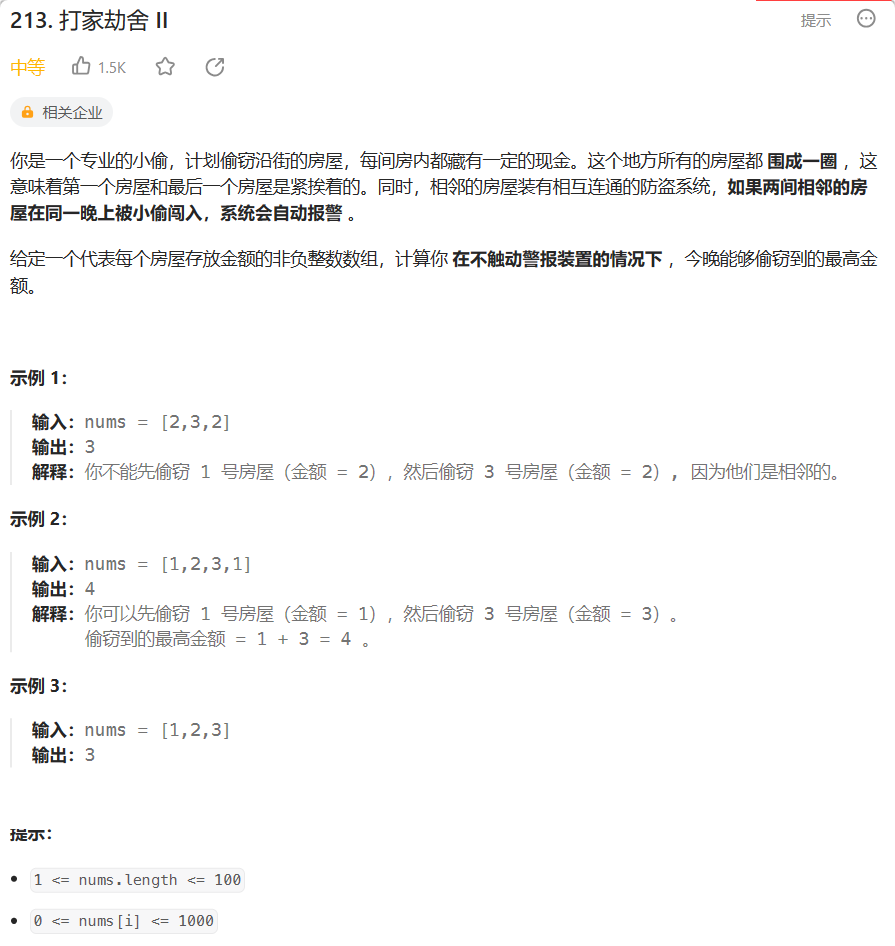 213. 打家劫舍 II
提示
中等 1.5K
相关企业
你是一个专业的小偷，计划偷窃沿街的房屋，每间房内都藏有一定的现金。这个地方所有的房屋都 围成一圈 ，这
意味着第一个房屋和最后一个房屋是紧挨着的。同时，相邻的房屋装有相互连通的防盗系统，如果两间相邻的房
屋在同一晚上被小偷闯入，系统会自动报警 。
给定一个代表每个房屋存放金额的非负整数数组，计算你 在不触动警报装置的情况下 ，今晚能够偷窃到的最高金
额。
示例 1：
输入：nums = [2,3,2]
输出：3
解释：你不能先偷窃 1 号房屋（金额 = 2），然后偷窃 3 号房屋（金额 = 2）, 因为他们是相邻的。
示例 2：
输入：nums = [1,2,3,1]
输出：4
解释：你可以先偷窃 1 号房屋（金额 = 1），然后偷窃 3 号房屋（金额 = 3）。
偷窃到的最高金额 = 1 + 3 = 4 。
示例 3：
输入：nums = [1,2,3]
输出：3
提示：
1 <= nums.length <= 100
0 <= nums[i] <= 1000